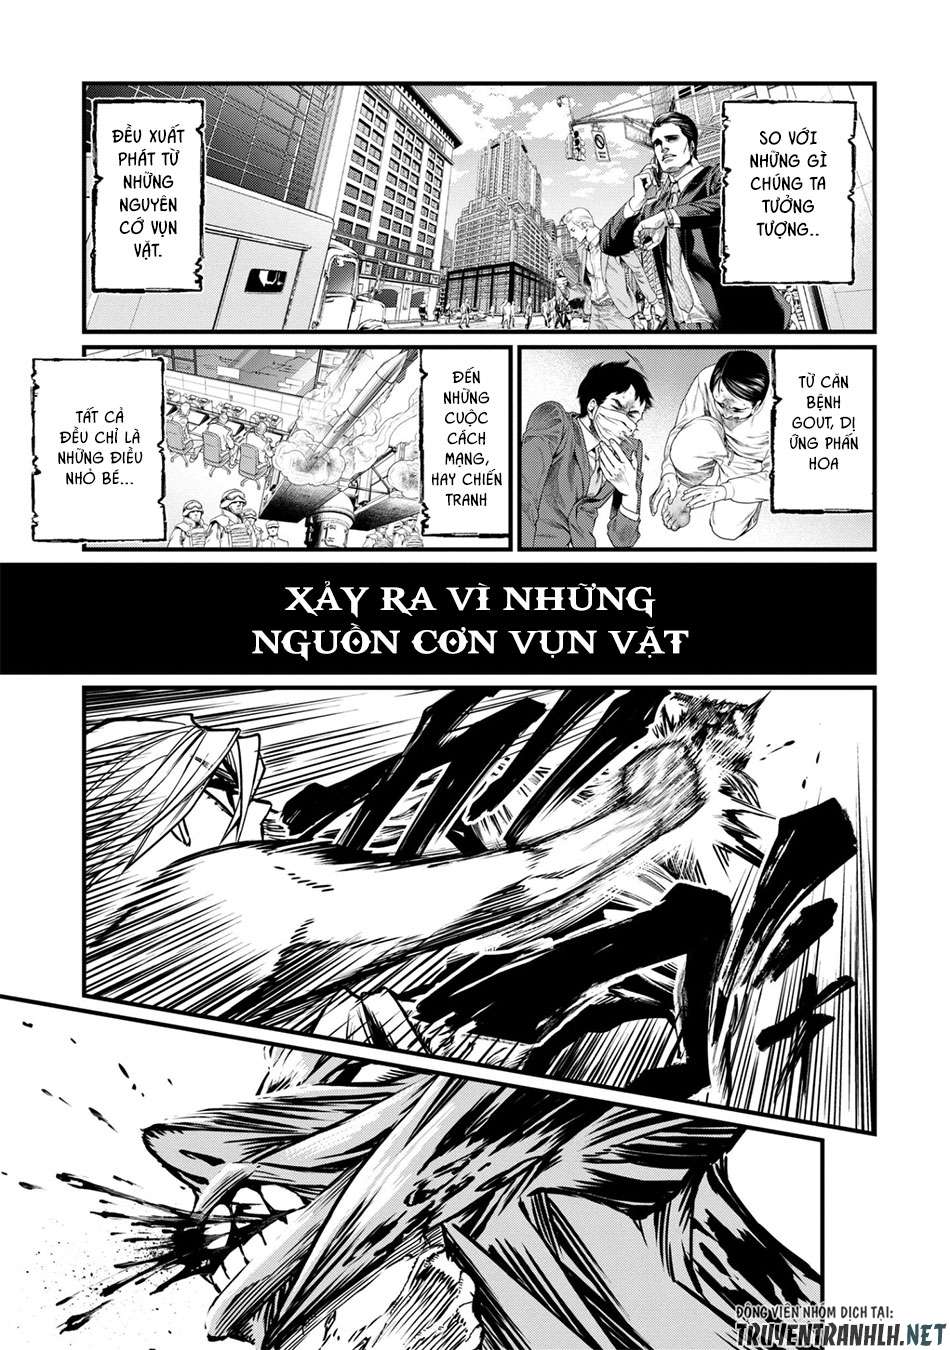 SO VỚI
NHỮNG GÌ
CHÚNG TA
TƯỞNG
TƯỢNG..
ĐỀU XUẤT
PHÁT TỪ
NHỮNG
NGUYÊN
CỚ VỤN
VẶT.
TỪ CĂN
BỆNH
GOUT, DỊ
ỨNG PHẤN
HOA
ĐẾN
NHỮNG
CUỘC
CÁCH
MẠNG,
HAY CHIẾN
TRANH
TẤT CẢ
ĐỀU CHỈ LÀ
NHỮNG ĐIỀU
NHỎ BÉ...
XẢY RA VÌ NHỮNG
NGUỒN CƠN VỤN VẶT
ĐỘNG VIÊN NHÓM DỊCH TẠI:
TRUYENTRANHLH.NET